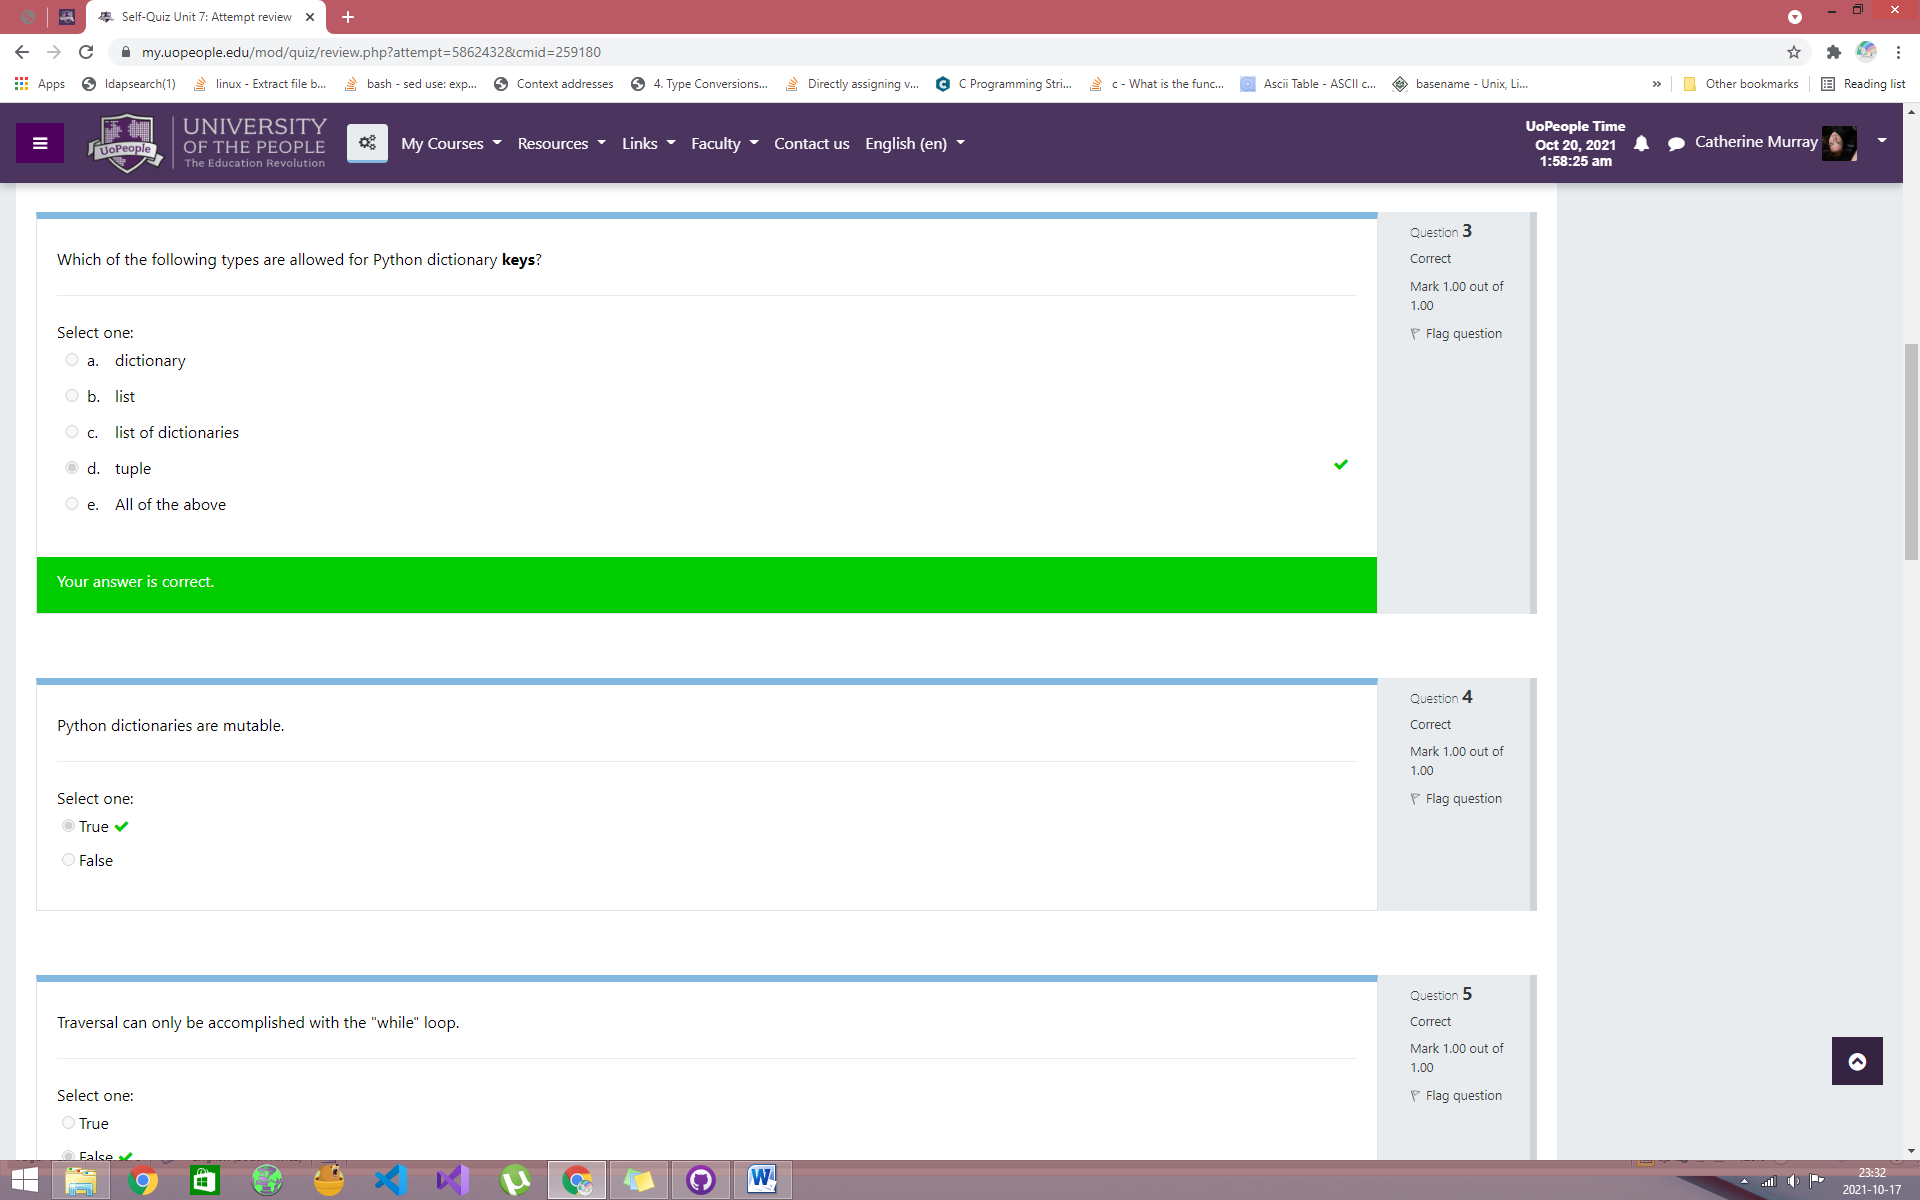 Self-Quiz Unit 7: Attempt review
my.uopeople.edu/mod/quiz/review.php?attempt=5862432&cmid=259180
Apps ldapsearch(1) linux - Extract file b... bash - sed use: exp... Context addresses 4. Type Conversions... Directly assigning v... C Programming Stri... c - What is the func... Ascii Table - ASCII c... basename - Unix, Li... » Other bookmarks Reading list
UoPeople
UNIVERSITY
OF THE PEOPLE
The Education Revolution
My Courses Resources Links Faculty Contact us English (en)
UoPeople Time
Oct 20, 2021
1:58:25 am
Catherine Murray
Which of the following types are allowed for Python dictionary keys?
Select one:
a. dictionary
b. list
c. list of dictionaries
d. tuple
e. All of the above
Your answer is correct.
Question 3
Correct
Mark 1.00 out of
1.00
Flag question
Python dictionaries are mutable.
Select one:
True
False
Question 4
Correct
Mark 1.00 out of
1.00
Flag question
Traversal can only be accomplished with the "while" loop.
Select one:
True
False
Question 5
Correct
Mark 1.00 out of
1.00
Flag question
23:32
2021-10-17